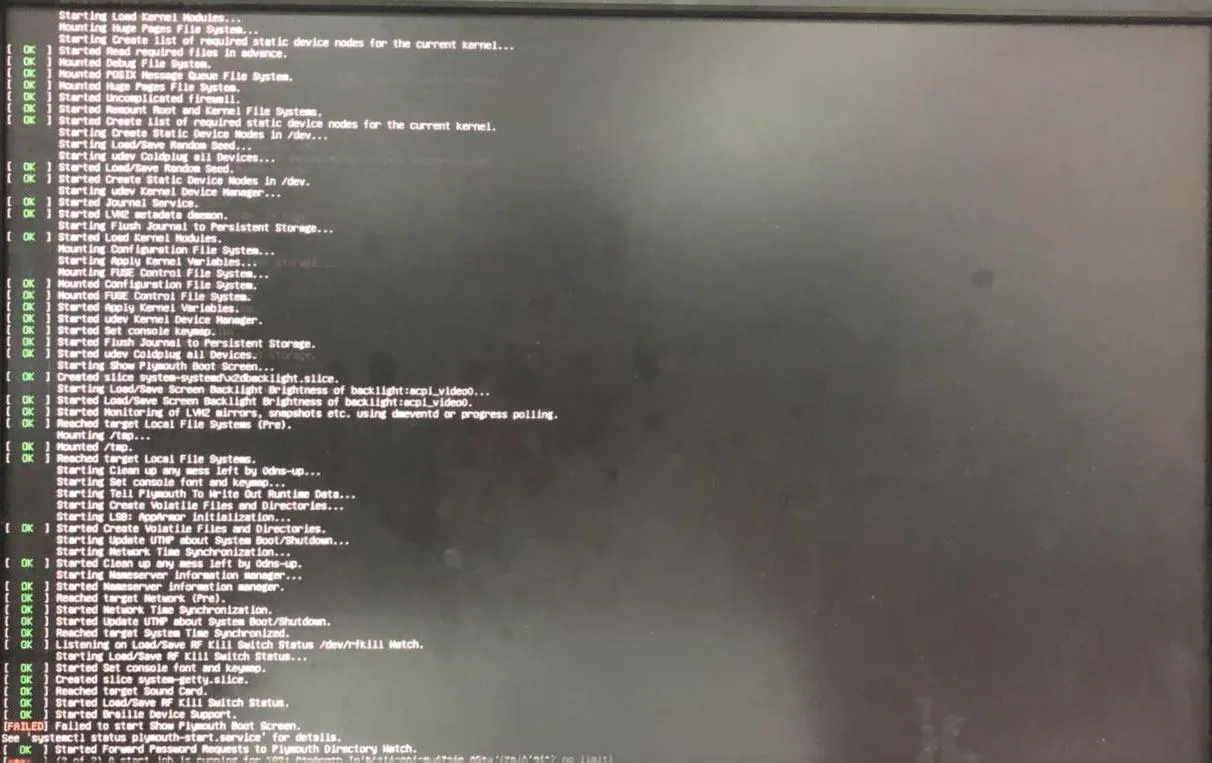 Starting Load Kernel Modules...
Mounting Huge Pages File System...
Starting Create list of required static device nodes for the current kernel...
[ OK ] Started Read required files in advance.
[ OK ] Mounted Debug File System.
[ OK ] Mounted POSIX Message Queue File System.
[ OK ] Mounted Huge Pages File System.
[ OK ] Started Uncomplicated firewall.
[ OK ] Started Remount Root and Kernel File Systems.
[ OK ] Started Create list of required static device nodes for the current kernel.
Starting Create Static Device Nodes in /dev...
Starting Load/Save Random Seed...
Starting udev Coldplug all Devices...
[ OK ] Started Load/Save Random Seed.
[ OK ] Started Create Static Device Nodes in /dev.
Starting udev Kernel Device Manager...
[ OK ] Started Journal Service.
[ OK ] Started LVM2 metadata daemon.
Starting Flush Journal to Persistent Storage...
[ OK ] Started Load Kernel Modules.
Mounting Configuration File System...
Starting Apply Kernel Variables...
Mounting FUSE Control File System...
[ OK ] Mounted Configuration File System.
[ OK ] Mounted FUSE Control File System.
[ OK ] Started Apply Kernel Variables.
[ OK ] Started udev Kernel Device Manager.
[ OK ] Started Set console keymap.
[ OK ] Started Flush Journal to Persistent Storage.
[ OK ] Started udev Coldplug all Devices.
Starting Show Plymouth Boot Screen...
[ OK ] Created slice system-systemd\x2dbacklight.slice.
Starting Load/Save Screen Backlight Brightness of backlight:acpi_video0...
[ OK ] Started Load/Save Screen Backlight Brightness of backlight:acpi_video0.
[ OK ] Started Monitoring of LVM2 mirrors, snapshots etc. using dmeventd or progress polling.
[ OK ] Reached target Local File Systems (Pre).
Mounting /tmp...
[ OK ] Mounted /tmp.
[ OK ] Reached target Local File Systems.
Starting Clean up any mess left by 0dns-up...
Starting Set console font and keymap...
Starting Tell Plymouth To Write Out Runtime Data...
Starting Create Volatile Files and Directories...
Starting LSB: AppArmor initialization...
[ OK ] Started Create Volatile Files and Directories.
Starting Update UTMP about System Boot/Shutdown...
Starting Network Time Synchronization...
[ OK ] Started Clean up any mess left by 0dns-up.
Starting Nameserver information manager...
[ OK ] Started Nameserver information manager.
[ OK ] Reached target Network (Pre).
[ OK ] Started Network Time Synchronization.
[ OK ] Started Update UTMP about System Boot/Shutdown.
[ OK ] Reached target System Time Synchronized.
[ OK ] Listening on Load/Save RF Kill Switch Status /dev/rfkill Watch.
Starting Load/Save RF Kill Switch Status...
[ OK ] Started Set console font and keymap.
[ OK ] Created slice system-getty.slice.
[ OK ] Reached target Sound Card.
[ OK ] Started Load/Save RF Kill Switch Status.
[ OK ] Started Braille Device Support.
[FAILED] Failed to start Show Plymouth Boot Screen.
See 'systemctl status plymouth-start.service' for details.
[ OK ] Started Forward Password Requests to Plymouth Directory Watch.
(2 of 2) A start job is running for no limit)